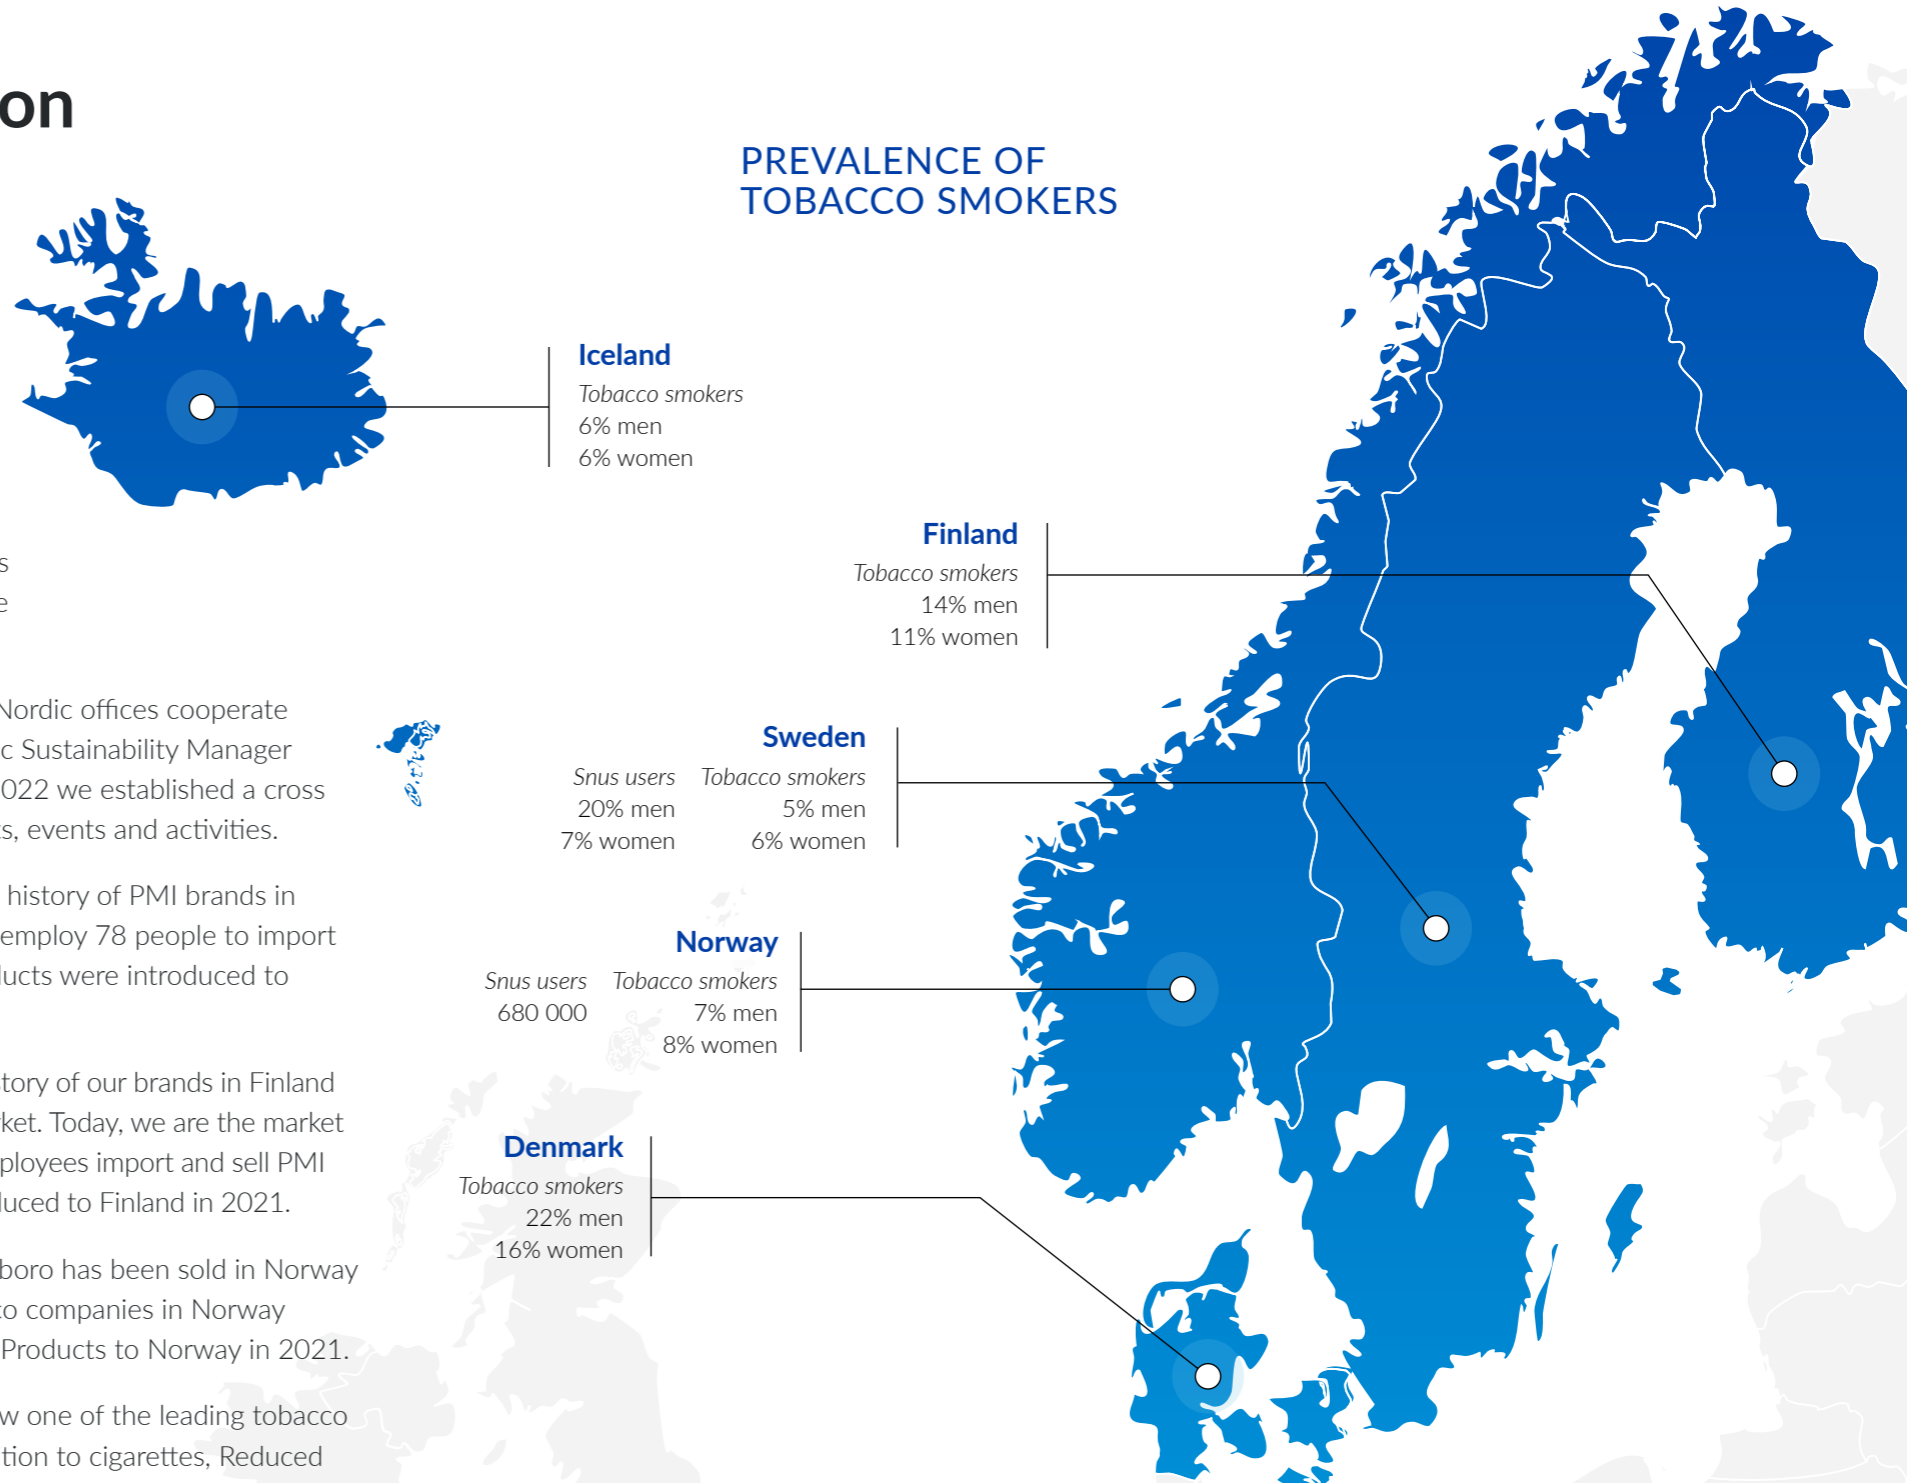 on
PREVALENCE OF
TOBACCO SMOKERS
Iceland
Tobacco smokers
6% men
6% women
Finland
Tobacco smokers
14% men
11% women
Sweden
Snus users Tobacco smokers
20% men 5% men
7% women 6% women
Norway
Snus users Tobacco smokers
680 000 7% men
8% women
Denmark
Tobacco smokers
22% men
16% women
s
e
Nordic offices cooperate
c Sustainability Manager
022 we established a cross
s, events and activities.
history of PMI brands in
employ 78 people to import
ducts were introduced to
story of our brands in Finland
ket. Today, we are the market
ployees import and sell PMI
duced to Finland in 2021.
boro has been sold in Norway
co companies in Norway
Products to Norway in 2021.
w one of the leading tobacco
tion to cigarettes, Reduced